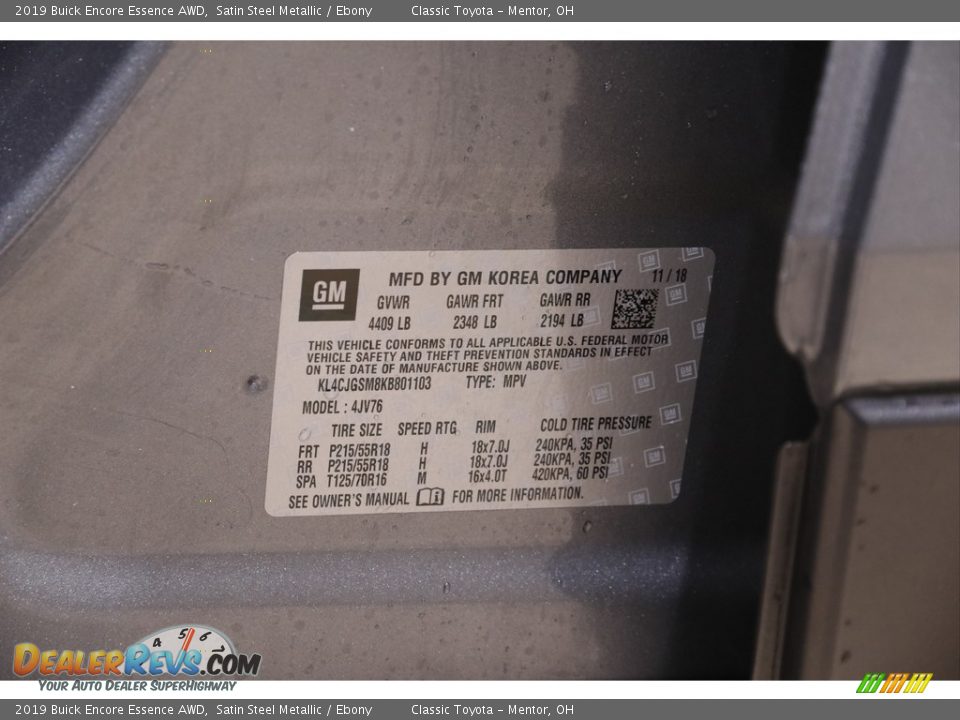 2019 Buick Encore Essence AWD,  Satin Steel Metallic / Ebony        Classic Toyota – Mentor, OH
GM
MFD BY GM KOREA COMPANY    11 / 18
GVWR    GAWR FRT    GAWR RR
4409 LB    2348 LB    2194 LB
THIS VEHICLE CONFORMS TO ALL APPLICABLE U.S. FEDERAL MOTOR
VEHICLE SAFETY AND THEFT PREVENTION STANDARDS IN EFFECT
ON THE DATE OF MANUFACTURE SHOWN ABOVE.
KL4CJGSM8KB801103    TYPE: MPV
MODEL : 4JV76
TIRE SIZE    SPEED RTG    RIM    COLD TIRE PRESSURE
FRT    P215/55R18    H    18x7.0J    240KPA, 35 PSI
RR    P215/55R18    H    18x7.0J    240KPA, 35 PSI
SPA    T125/70R16    M    16x4.0T    420KPA, 60 PSI
SEE OWNER'S MANUAL    FOR MORE INFORMATION.
4 5 6
DEALERREVS.COM
YOUR AUTO DEALER SUPERHIGHWAY
2019 Buick Encore Essence AWD,  Satin Steel Metallic / Ebony        Classic Toyota – Mentor, OH